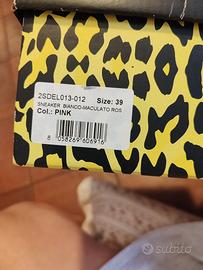 2SDEL013-012 Size: 39
SNEAKER BIANCO-MACULATO ROS
Col.: PINK
8 058269 606916
subito